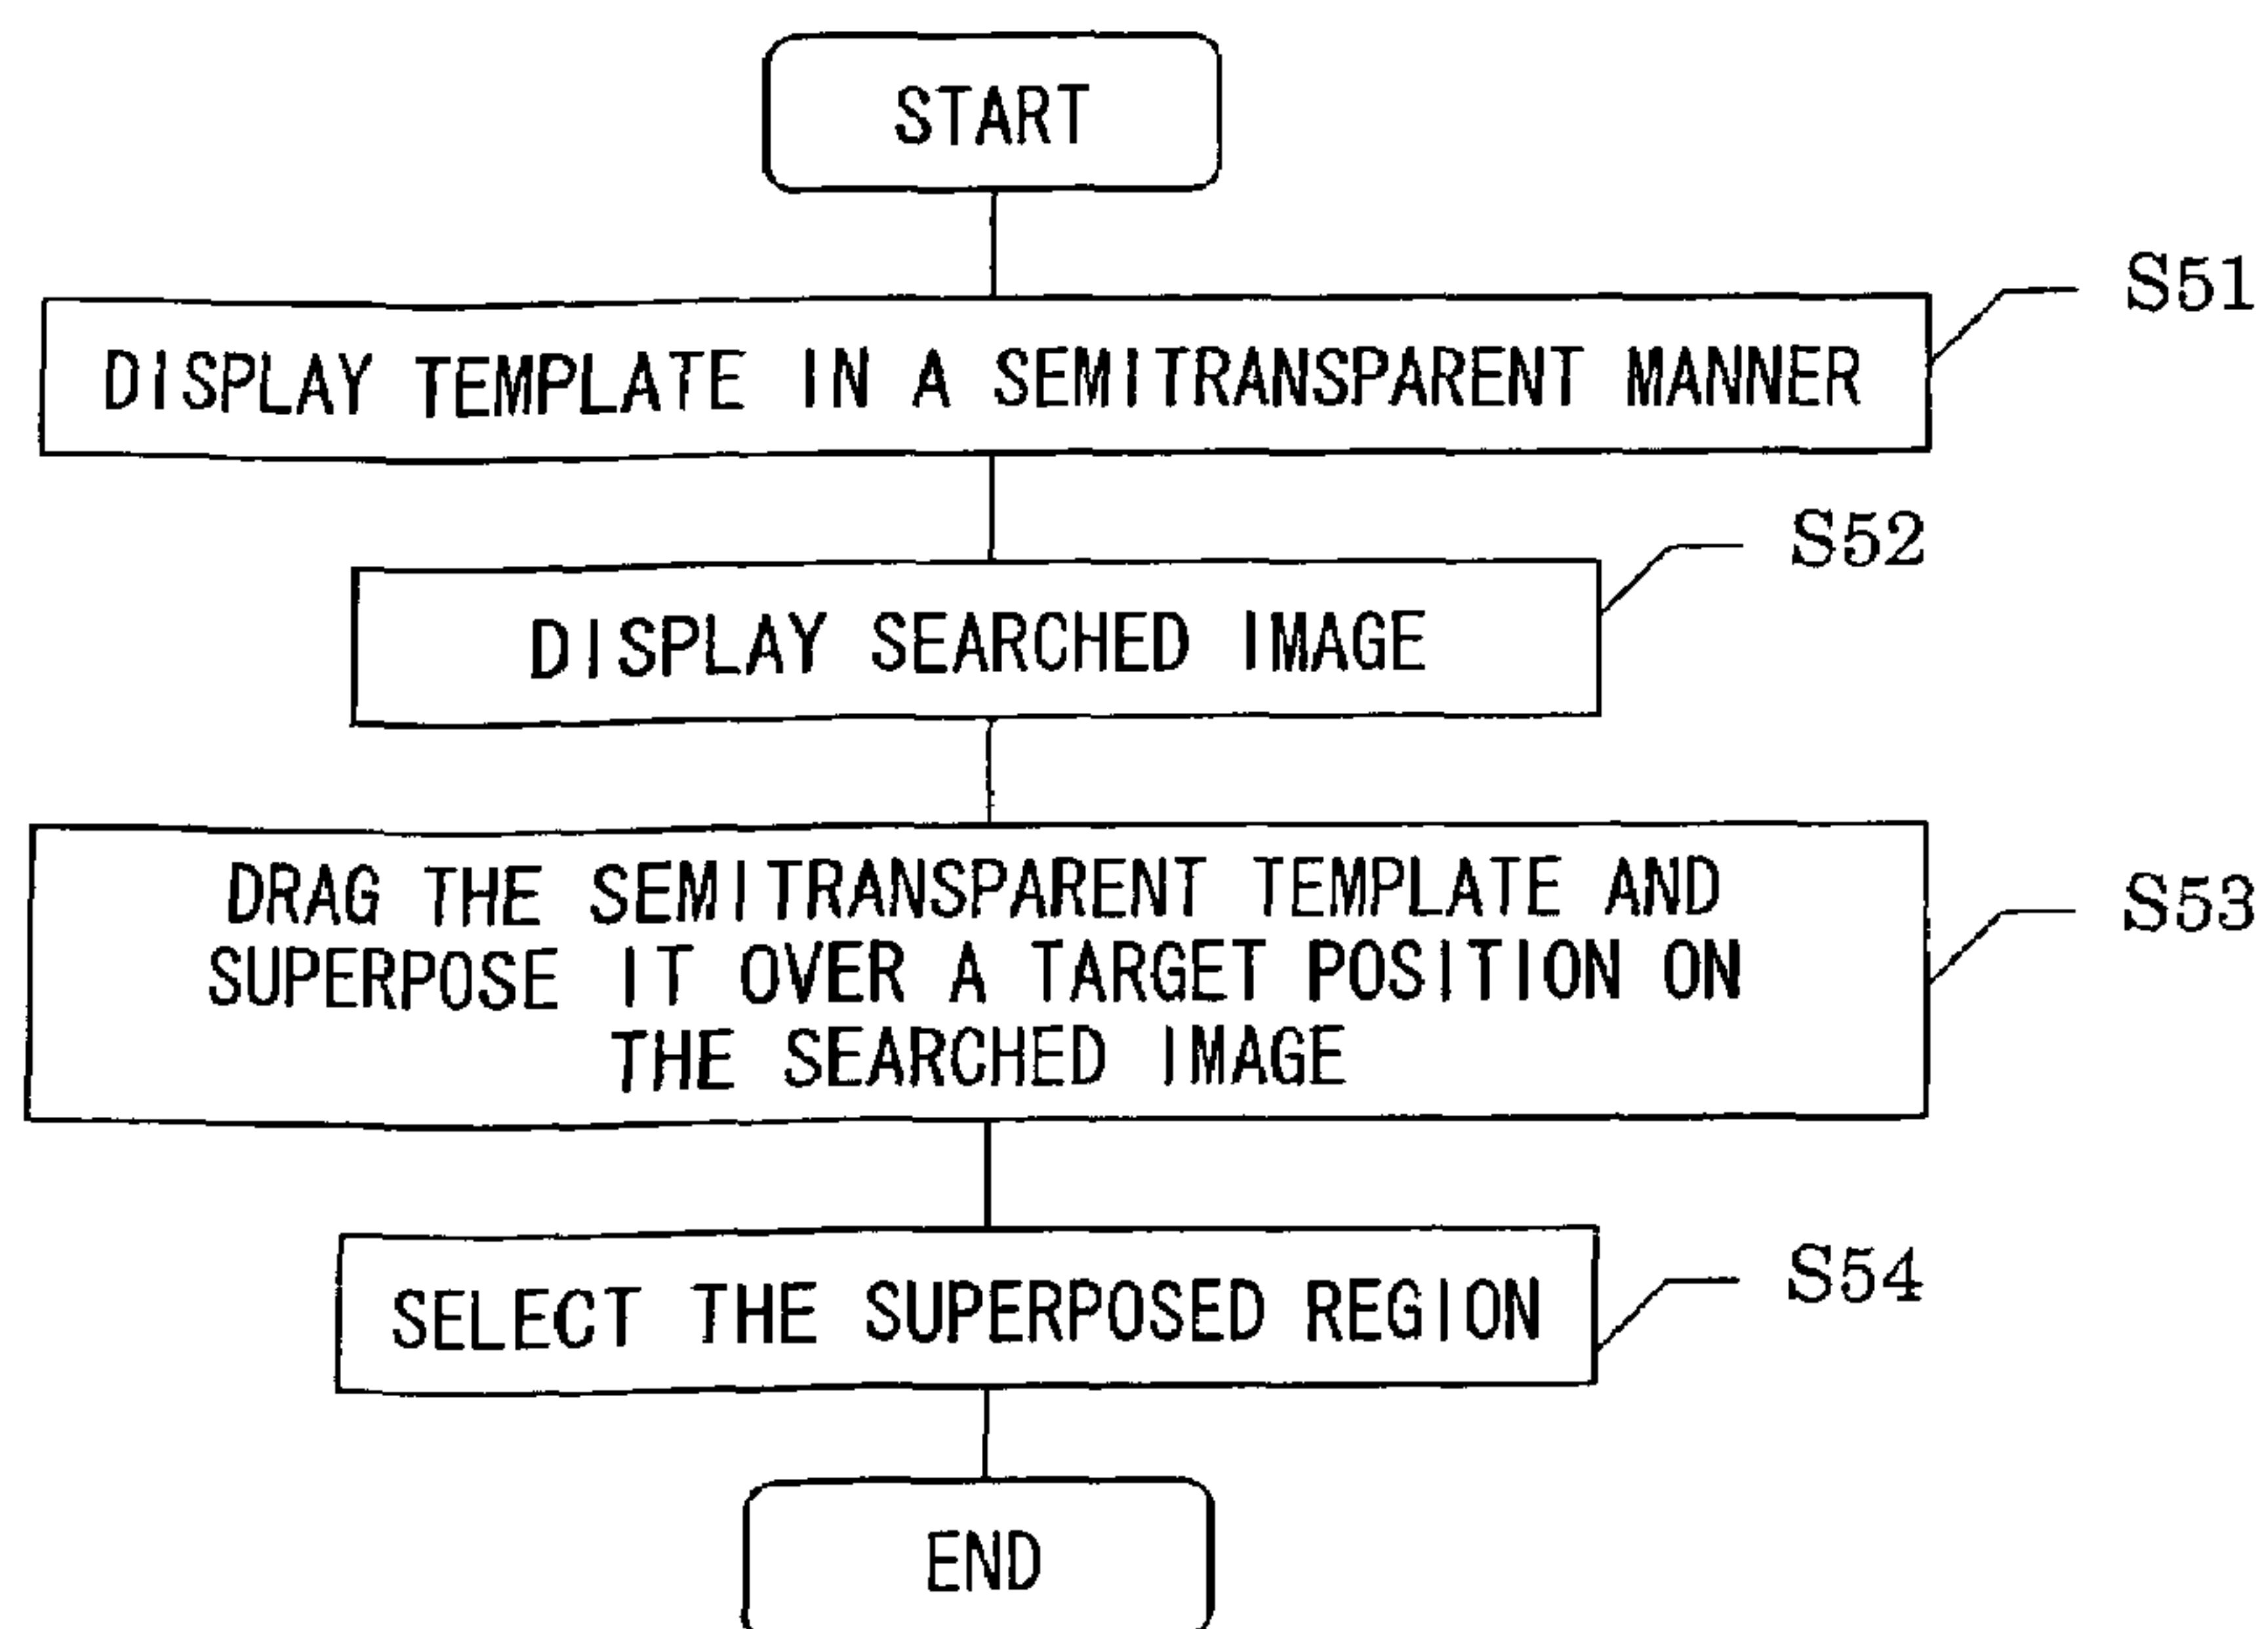 START
S51
DISPLAY TEMPLATE IN A SEMITRANSPARENT MANNER
S52
DISPLAY SEARCHED IMAGE
DRAG THE SEMITRANSPARENT TEMPLATE AND
SUPERPOSE IT OVER A TARGET POSITION ON
THE SEARCHED IMAGE
S53
SELECT THE SUPERPOSED REGION
S54
END